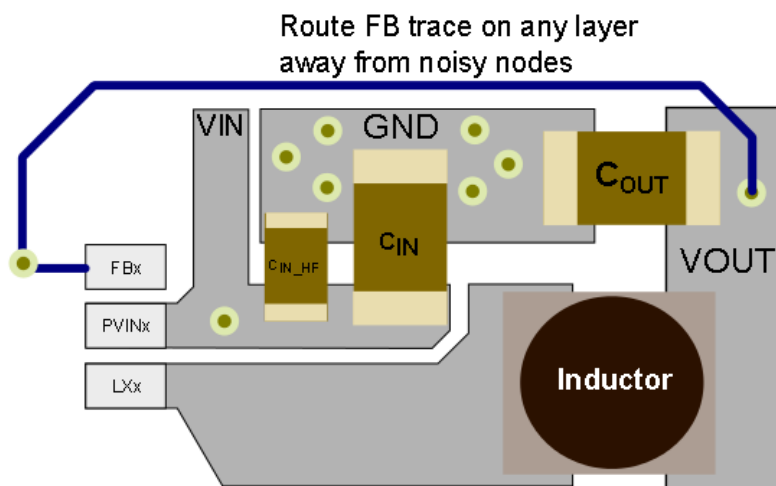 Route FB trace on any layer
away from noisy nodes
VIN
GND
COUT
CIN
CIN_HF
FBx
VOUT
PVINx
LXx
Inductor